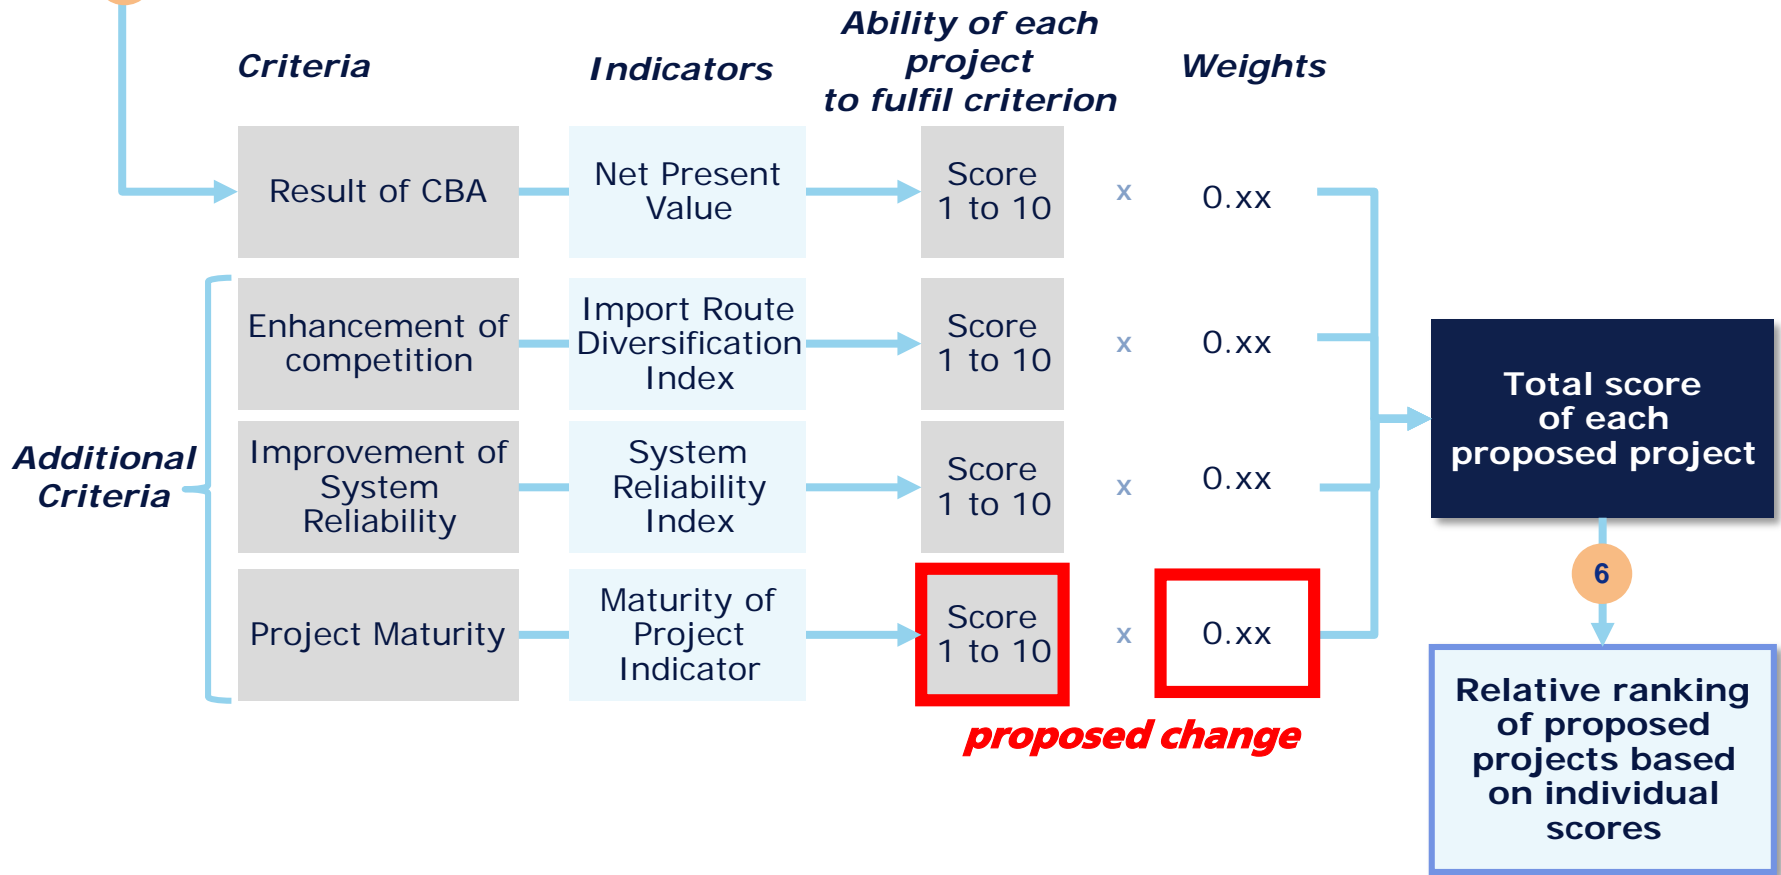 Criteria
Indicators
Ability of each
project
to fulfil criterion
Weights
Result of CBA
Net Present
Value
Score
1 to 10
x
0.xx
Additional
Criteria
Enhancement of
competition
Import Route
Diversification
Index
Score
1 to 10
x
0.xx
Improvement of
System
Reliability
System
Reliability
Index
Score
1 to 10
x
0.xx
Project Maturity
Maturity of
Project
Indicator
Score
1 to 10
x
0.xx
proposed change
Total score
of each
proposed project
6
Relative ranking
of proposed
projects based
on individual
scores